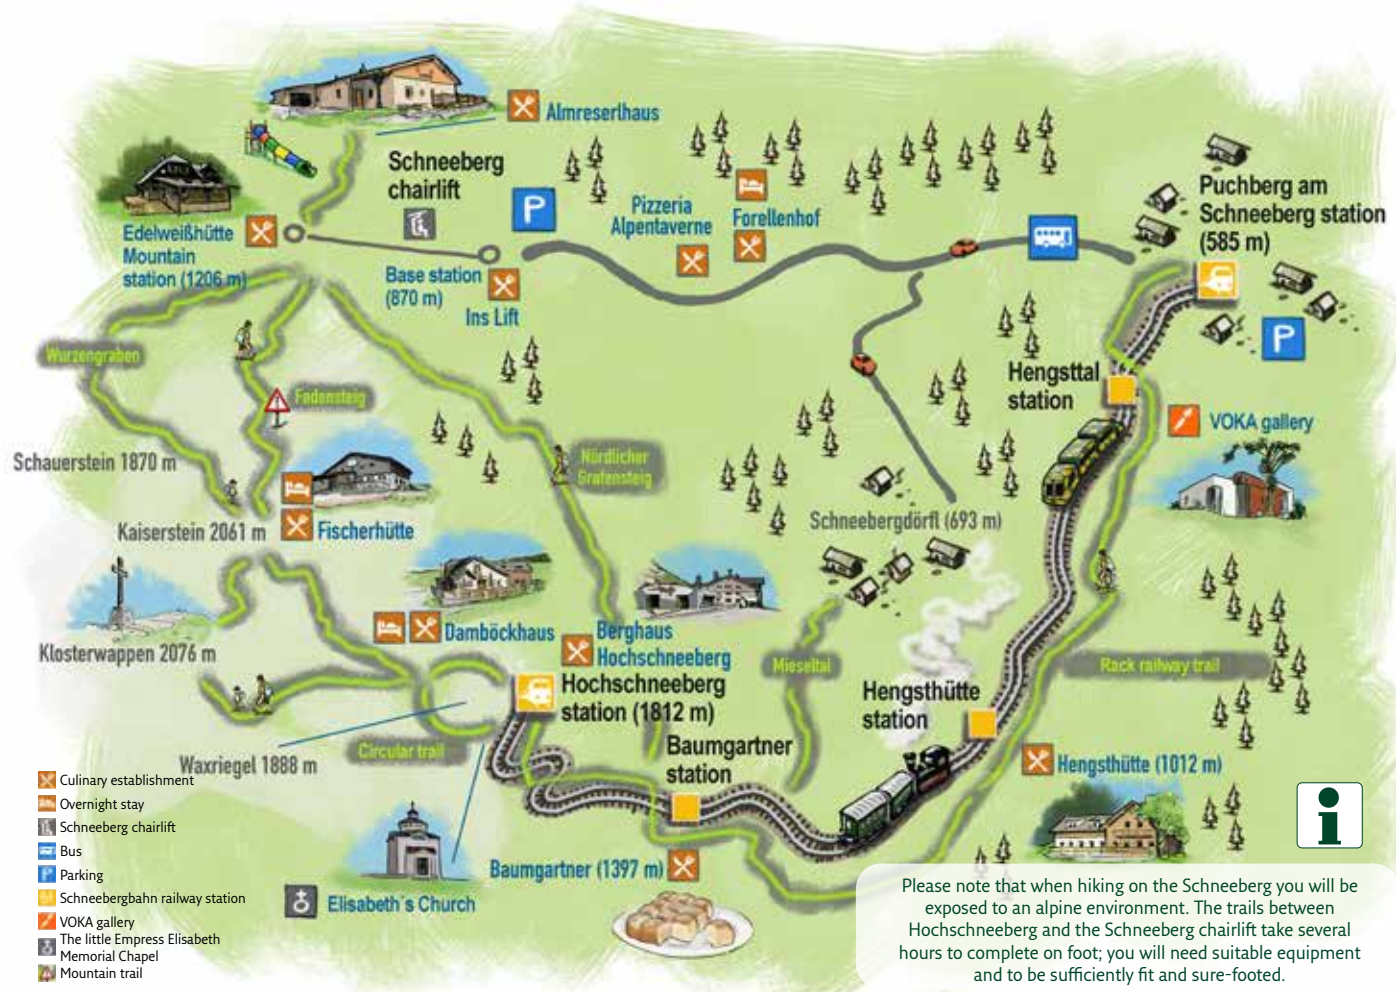 Almreserlhaus
Schneeberg
chairlift
P
Pizzeria
Alpentaverne
Forellenhof
Puchberg am
Schneeberg station
(585 m)
Edelweißhütte
Mountain
station (1206 m)
Base station
(870 m)
Ins Lift
P
Wurzengraben
Fadensteig
Hengsttal
station
VOKA gallery
Schauerstein 1870 m
Nördlicher
Grafensteig
Kaiserstein 2061 m
Fischerhütte
Schneebergdörfl (693 m)
Klosterwappen 2076 m
Damböckhaus
Berghaus
Hochschneeberg
Mieseltal
Rack railway trail
Hochschneeberg
station (1812 m)
Hengsthütte
station
Circular trail
Waxriegel 1888 m
Baumgartner
station
Hengsthütte (1012 m)
Baumgartner (1397 m)
Elisabeth´s Church
Culinary establishment
Overnight stay
Schneeberg chairlift
Bus
Parking
Schneebergbahn railway station
VOKA gallery
The little Empress Elisabeth
Memorial Chapel
Mountain trail
i
Please note that when hiking on the Schneeberg you will be
exposed to an alpine environment. The trails between
Hochschneeberg and the Schneeberg chairlift take several
hours to complete on foot; you will need suitable equipment
and to be sufficiently fit and sure-footed.